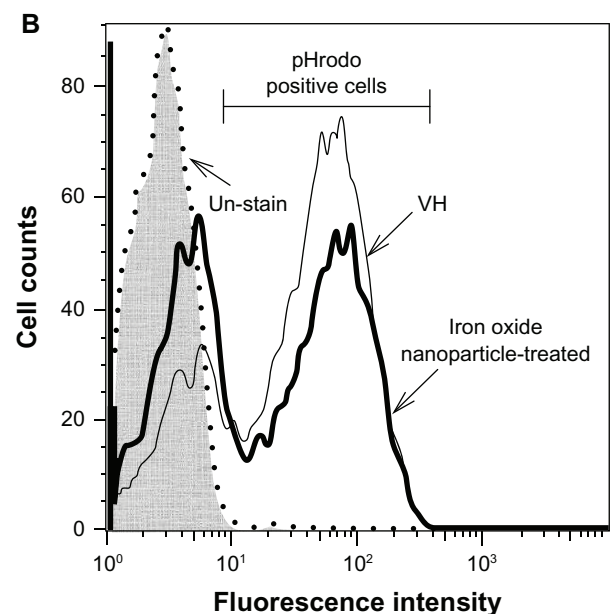 B
pHrodo
positive cells
Un-stain
VH
Iron oxide
nanoparticle-treated
Cell counts
80
60
40
20
0
10⁰
10¹
10²
10³
Fluorescence intensity